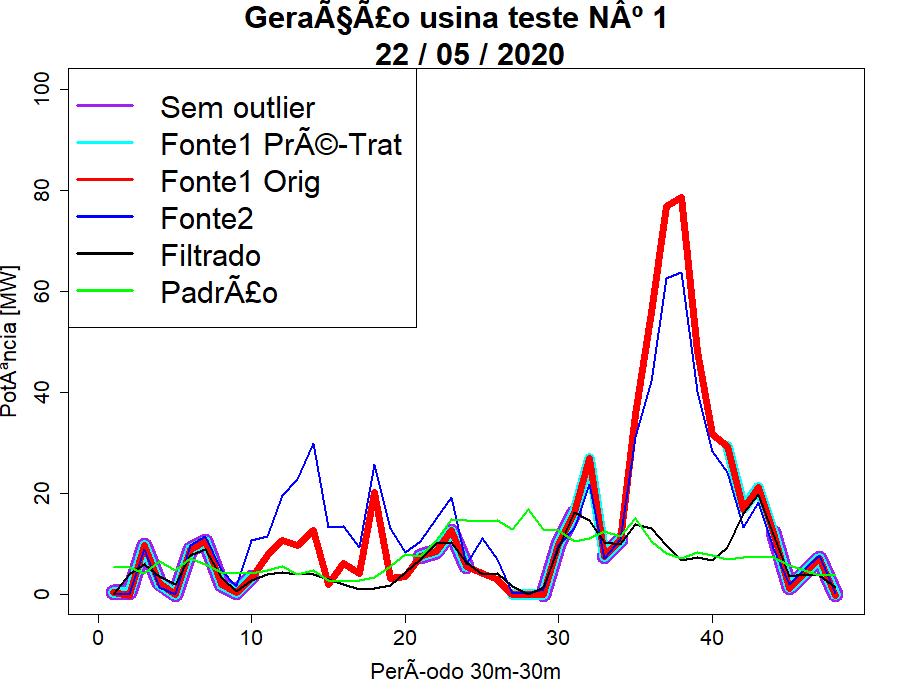 GeraÃ§Ã£o usina teste NÂº 1
22 / 05 / 2020
Sem outlier
Fonte1 PrÃ©-Trat
Fonte1 Orig
Fonte2
Filtrado
PadrÃ£o
PotÃªncia [MW]
100
80
60
40
20
0
0 10 20 30 40
PerÃ­odo 30m-30m